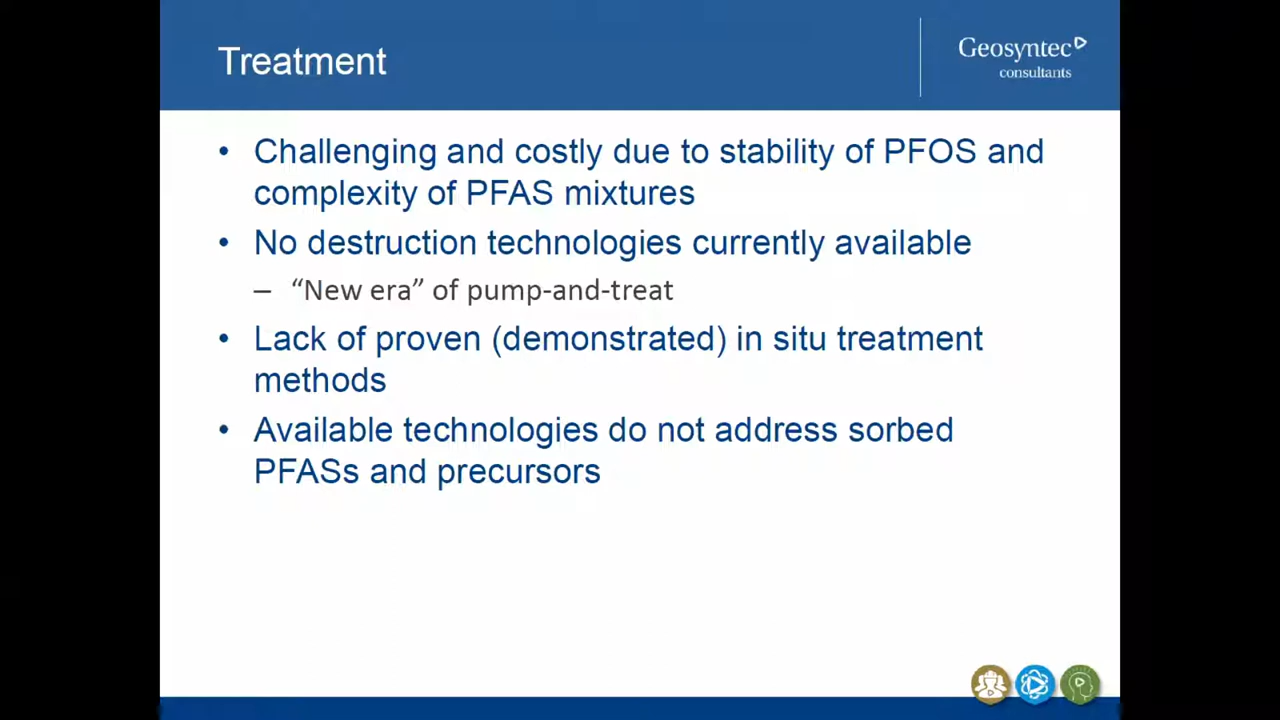 Treatment
Geosyntec
consultants
• Challenging and costly due to stability of PFOS and
complexity of PFAS mixtures
• No destruction technologies currently available
– “New era” of pump-and-treat
• Lack of proven (demonstrated) in situ treatment
methods
• Available technologies do not address sorbed
PFASs and precursors